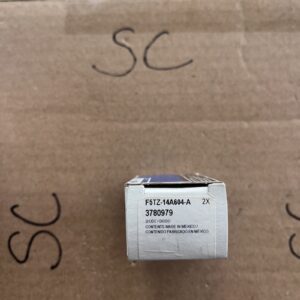 SC
F5TZ-14A604-A 2X
3780979
CONTENTS MADE IN MEXICO
CONTENIDO FABRICADO EN MEXICO
SC